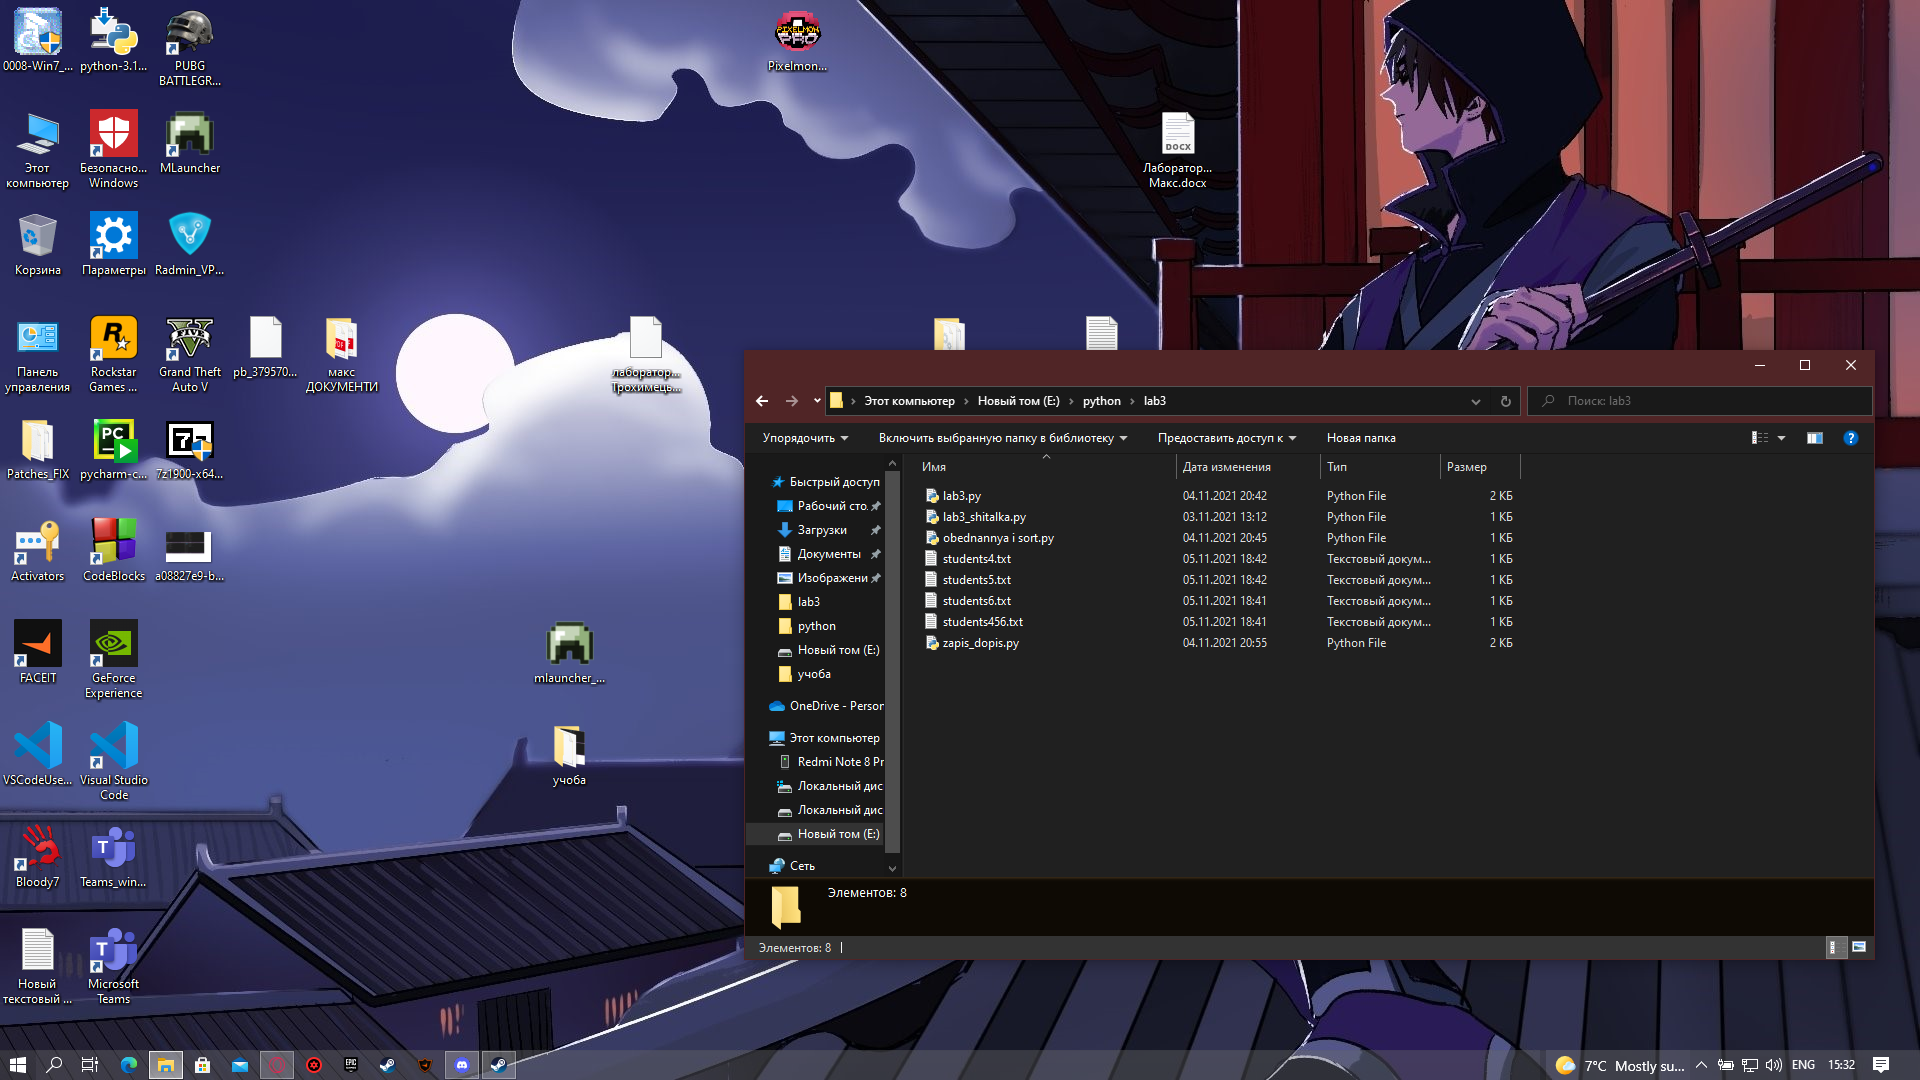 0008-Win7_...
python-3.1...
PUBG
BATTLEGR...
Pixelmon...
PIXELMON
PRO
Этот
компьютер
Безопасно...
Windows
MLauncher
DOCX
Лаборатор...
Макс.docx
Корзина
Параметры
Radmin_VP...
Панель
управления
Rockstar
Games ...
Grand Theft
Auto V
pb_379570...
макс
ДОКУМЕНТИ
лаборатор...
Трохимець...
Patches_FIX
pycharm-c...
7z1900-x64...
Activators
CodeBlocks
a08827e9-b...
FACEIT
GeForce
Experience
mlauncher_...
VSCodeUse...
Visual Studio
Code
учоба
Bloody7
Teams_win...
Новый
текстовый ...
Microsoft
Teams
Этот компьютер
Новый том (E:)
python
lab3
Поиск: lab3
Упорядочить
Включить выбранную папку в библиотеку
Предоставить доступ к
Новая папка
Имя
Дата изменения
Тип
Размер
lab3.py 04.11.2021 20:42 Python File 2 КБ
lab3_shitalka.py 03.11.2021 13:12 Python File 1 КБ
obednannya i sort.py 04.11.2021 20:45 Python File 1 КБ
students4.txt 05.11.2021 18:42 Текстовый докум... 1 КБ
students5.txt 05.11.2021 18:42 Текстовый докум... 1 КБ
students6.txt 05.11.2021 18:41 Текстовый докум... 1 КБ
students456.txt 05.11.2021 18:41 Текстовый докум... 1 КБ
zapis_dopis.py 04.11.2021 20:55 Python File 2 КБ
Быстрый доступ
Рабочий сто.
Загрузки
Документы
Изображени
lab3
python
Новый том (E:)
учоба
OneDrive - Person
Этот компьютер
Redmi Note 8 Pr
Локальный дис
Локальный дис
Новый том (E:)
Сеть
Элементов: 8
Элементов: 8
7°C Mostly su...
ENG
15:32